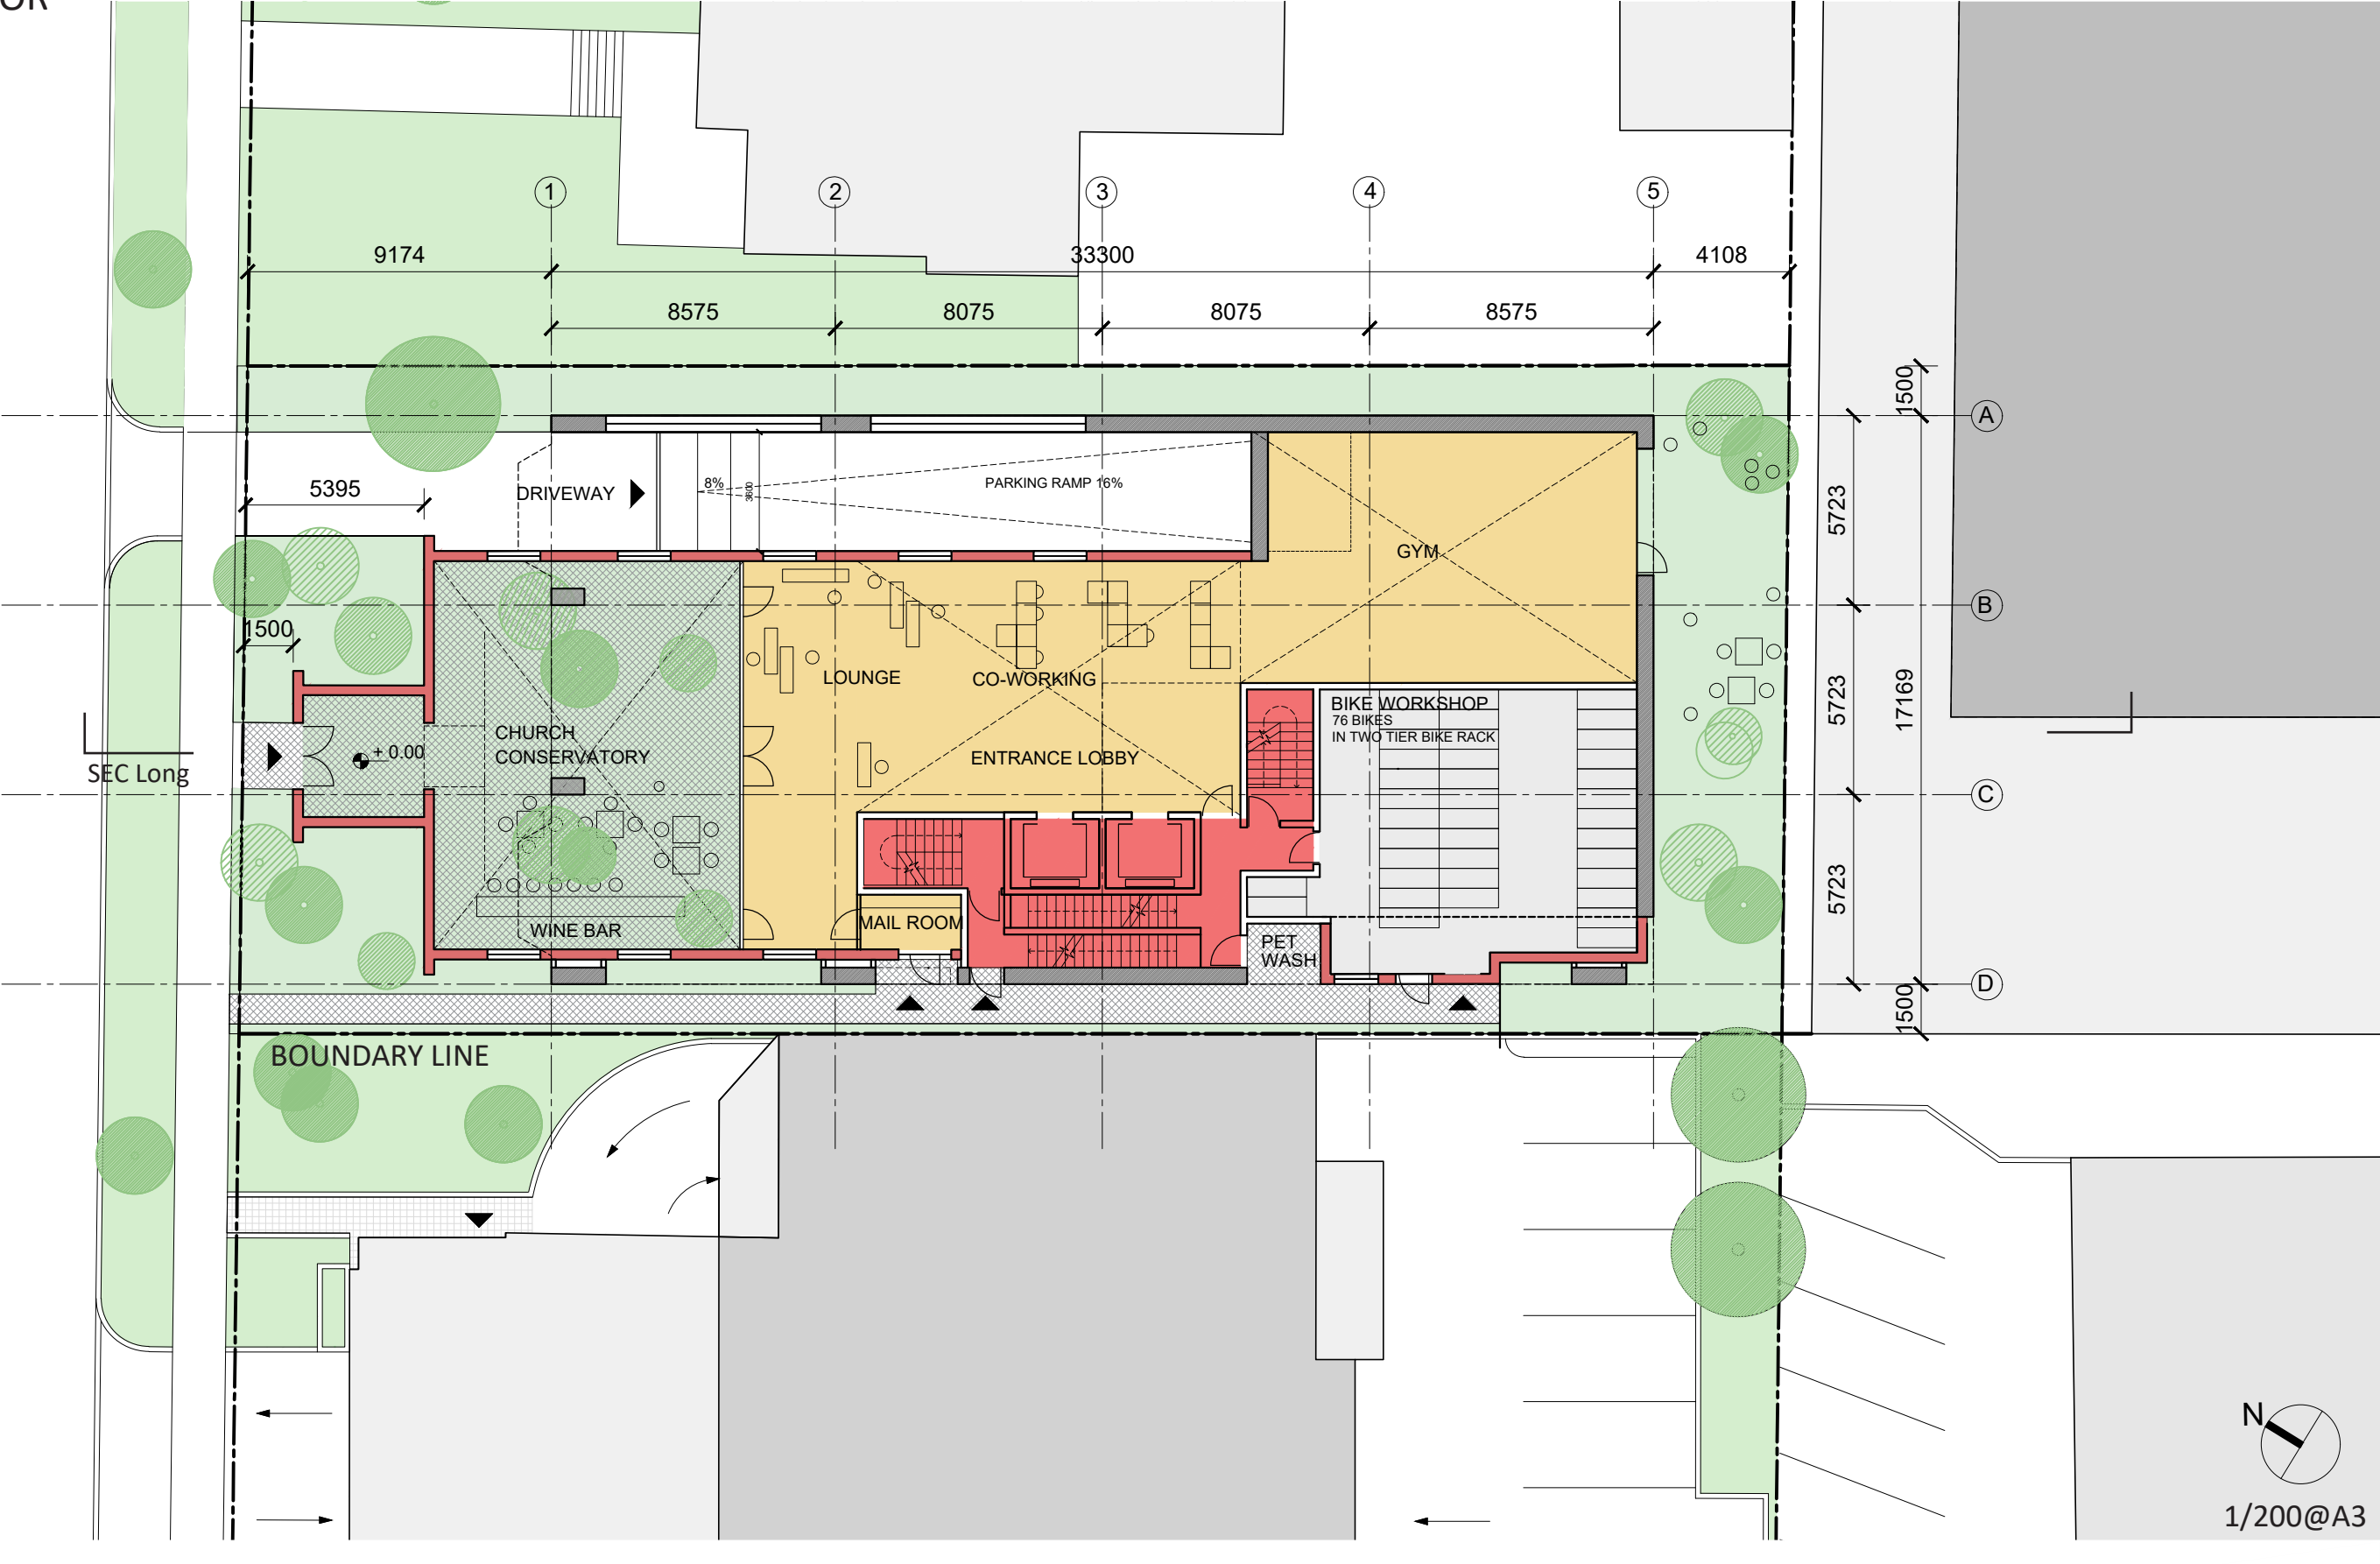 1
2
3
4
5
9174
33300
4108
8575
8075
8075
8575
1500
A
5395
DRIVEWAY
8%
3600
PARKING RAMP 16%
5723
GYM
B
1500
LOUNGE
CO-WORKING
5723
17169
BIKE WORKSHOP
76 BIKES
IN TWO TIER BIKE RACK
CHURCH
CONSERVATORY
+ 0.00
ENTRANCE LOBBY
SEC Long
C
5723
WINE BAR
MAIL ROOM
PET
WASH
D
1500
BOUNDARY LINE
N
1/200@A3